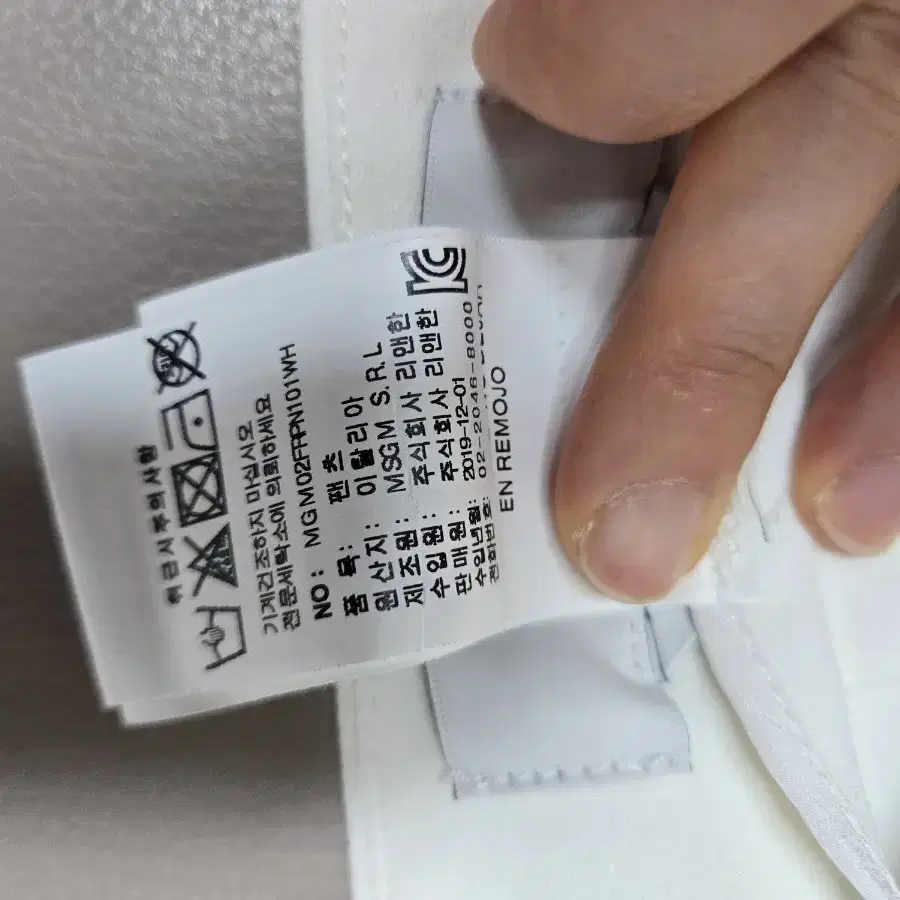 취급시주의사항
기계건조하지 마십시오
전문세탁소에 의뢰하세요
NO: MGM02FRPN101WH
품 목: 팬 츠
원산지: 이탈리아
제조원: MSGM S.R.L
수입원: 주식회사 리앤한
판매원: 주식회사 리앤한
수입년월: 2019-12-01
전화번호: 02-2046-8000
EN REMOJO